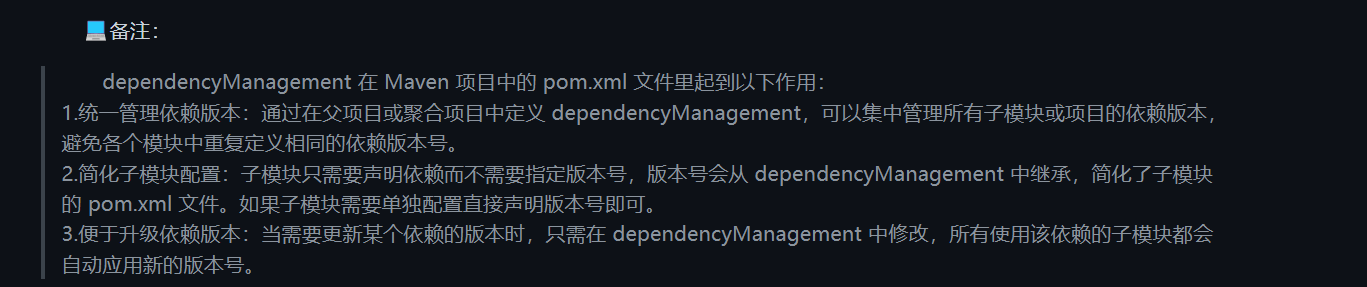 💻备注：
dependencyManagement 在 Maven 项目中的 pom.xml 文件里起到以下作用：
1.统一管理依赖版本：通过在父项目或聚合项目中定义 dependencyManagement，可以集中管理所有子模块或项目的依赖版本，
避免各个模块中重复定义相同的依赖版本号。
2.简化子模块配置：子模块只需要声明依赖而不需要指定版本号，版本号会从 dependencyManagement 中继承，简化了子模块
的 pom.xml 文件。如果子模块需要单独配置直接声明版本号即可。
3.便于升级依赖版本：当需要更新某个依赖的版本时，只需在 dependencyManagement 中修改，所有使用该依赖的子模块都会
自动应用新的版本号。